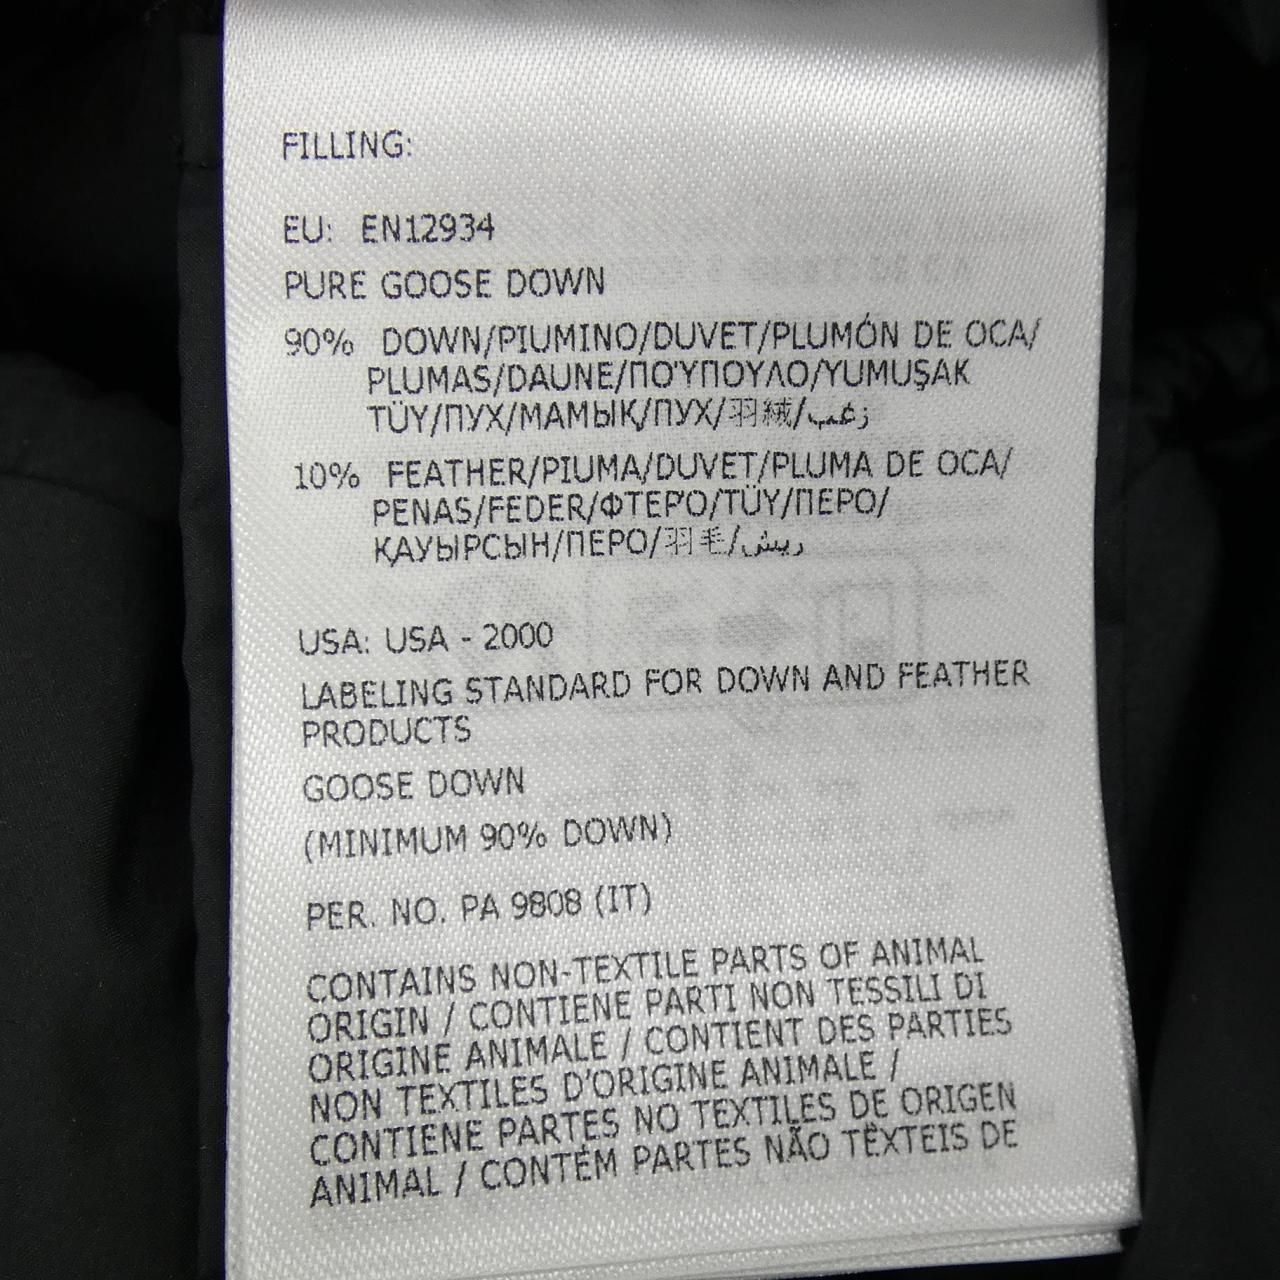 FILLING:
EU: EN12934
PURE GOOSE DOWN
90% DOWN/PIUMINO/DUVET/PLUMÓN DE OCA/
PLUMAS/DAUNE/ΠΟΎΠΟΥΛΟ/YUMUŞAK
TÜY/ПУХ/МАМЫҚ/ПУХ/羽絨/زغب
10% FEATHER/PIUMA/DUVET/PLUMA DE OCA/
PENAS/FEDER/ΦΤΕΡΌ/TÜY/ПЕРО/
ҚАУЫРСЫН/ПЕРО/羽毛/ريش
USA: USA - 2000
LABELING STANDARD FOR DOWN AND FEATHER
PRODUCTS
GOOSE DOWN
(MINIMUM 90% DOWN)
PER. NO. PA 9808 (IT)
CONTAINS NON-TEXTILE PARTS OF ANIMAL
ORIGIN / CONTIENE PARTI NON TESSILI DI
ORIGINE ANIMALE / CONTIENT DES PARTIES
NON TEXTILES D'ORIGINE ANIMALE /
CONTIENE PARTES NO TEXTILES DE ORIGEN
ANIMAL / CONTÉM PARTES NÃO TÊXTEIS DE